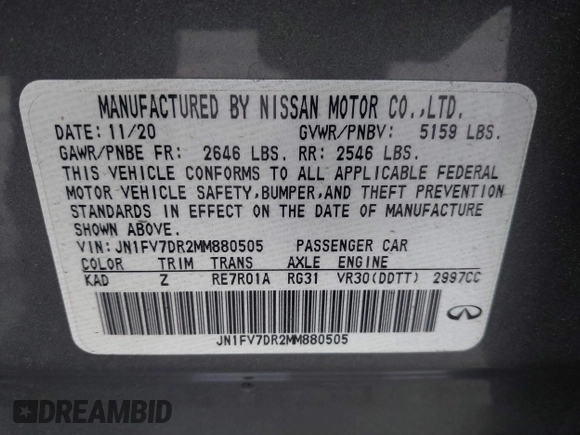 MANUFACTURED BY NISSAN MOTOR CO.,LTD.
DATE: 11/20 GVWR/PNBV: 5159 LBS.
GAWR/PNBE FR: 2646 LBS. RR: 2546 LBS.
THIS VEHICLE CONFORMS TO ALL APPLICABLE FEDERAL
MOTOR VEHICLE SAFETY,BUMPER,AND THEFT PREVENTION
STANDARDS IN EFFECT ON THE DATE OF MANUFACTURE
SHOWN ABOVE.
VIN: JN1FV7DR2MM880505 PASSENGER CAR
COLOR TRIM TRANS AXLE ENGINE
KAD Z RE7R01A RG31 VR30(DDTT) 2997CC
JN1FV7DR2MM880505
DREAMBID